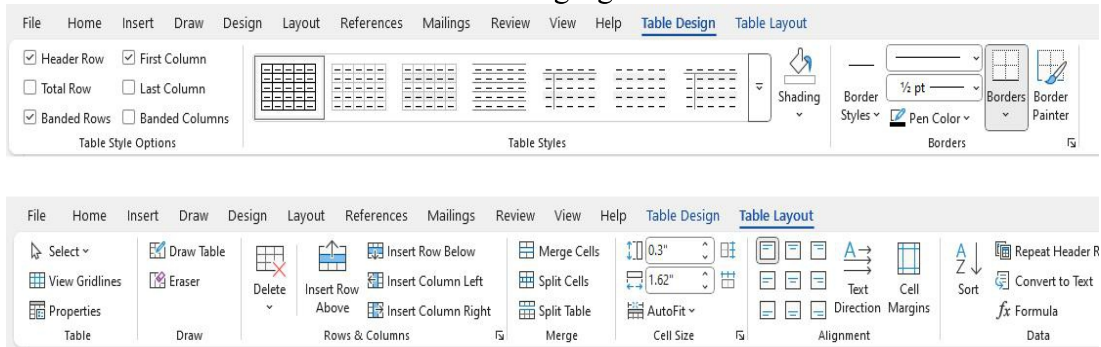 File Home Insert Draw Design Layout References Mailings Review View Help Table Design Table Layout
Header Row First Column
Total Row Last Column
Banded Rows Banded Columns
Table Style Options
Table Styles
Shading
Border Styles
½ pt
Pen Color
Borders
Border Painter
Borders
File Home Insert Draw Design Layout References Mailings Review View Help Table Design Table Layout
Select
View Gridlines
Properties
Table
Draw Table
Eraser
Draw
Delete
Insert Row Above
Insert Row Below
Insert Column Left
Insert Column Right
Rows & Columns
Merge Cells
Split Cells
Split Table
Merge
0.3"
1.62"
AutoFit
Cell Size
Text Direction
Cell Margins
Alignment
A
Z
Sort
Repeat Header R
Convert to Text
fx Formula
Data